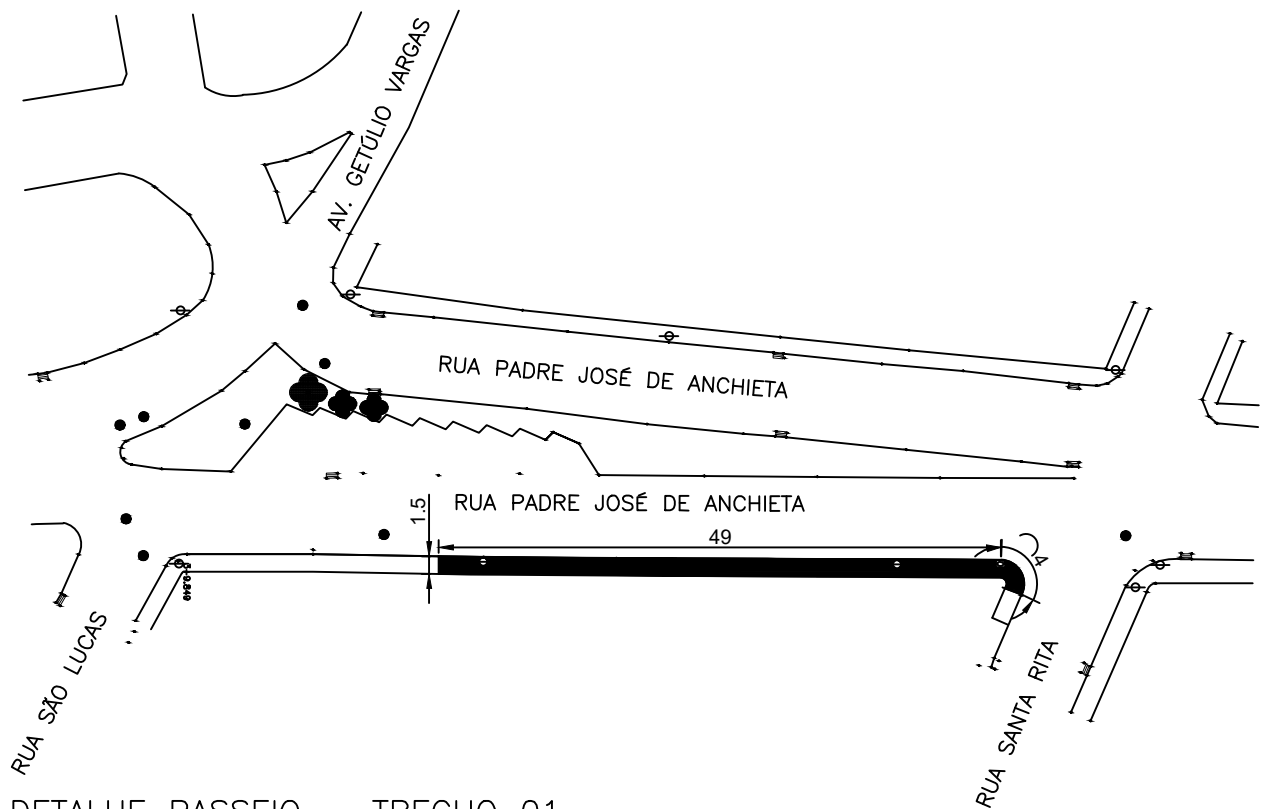 AV. GETÚLIO VARGAS
RUA PADRE JOSÉ DE ANCHIETA
RUA PADRE JOSÉ DE ANCHIETA
1.5
49
4
RUA SÃO LUCAS
RUA SANTA RITA
DETALHE PASSEIO - TRECHO 01